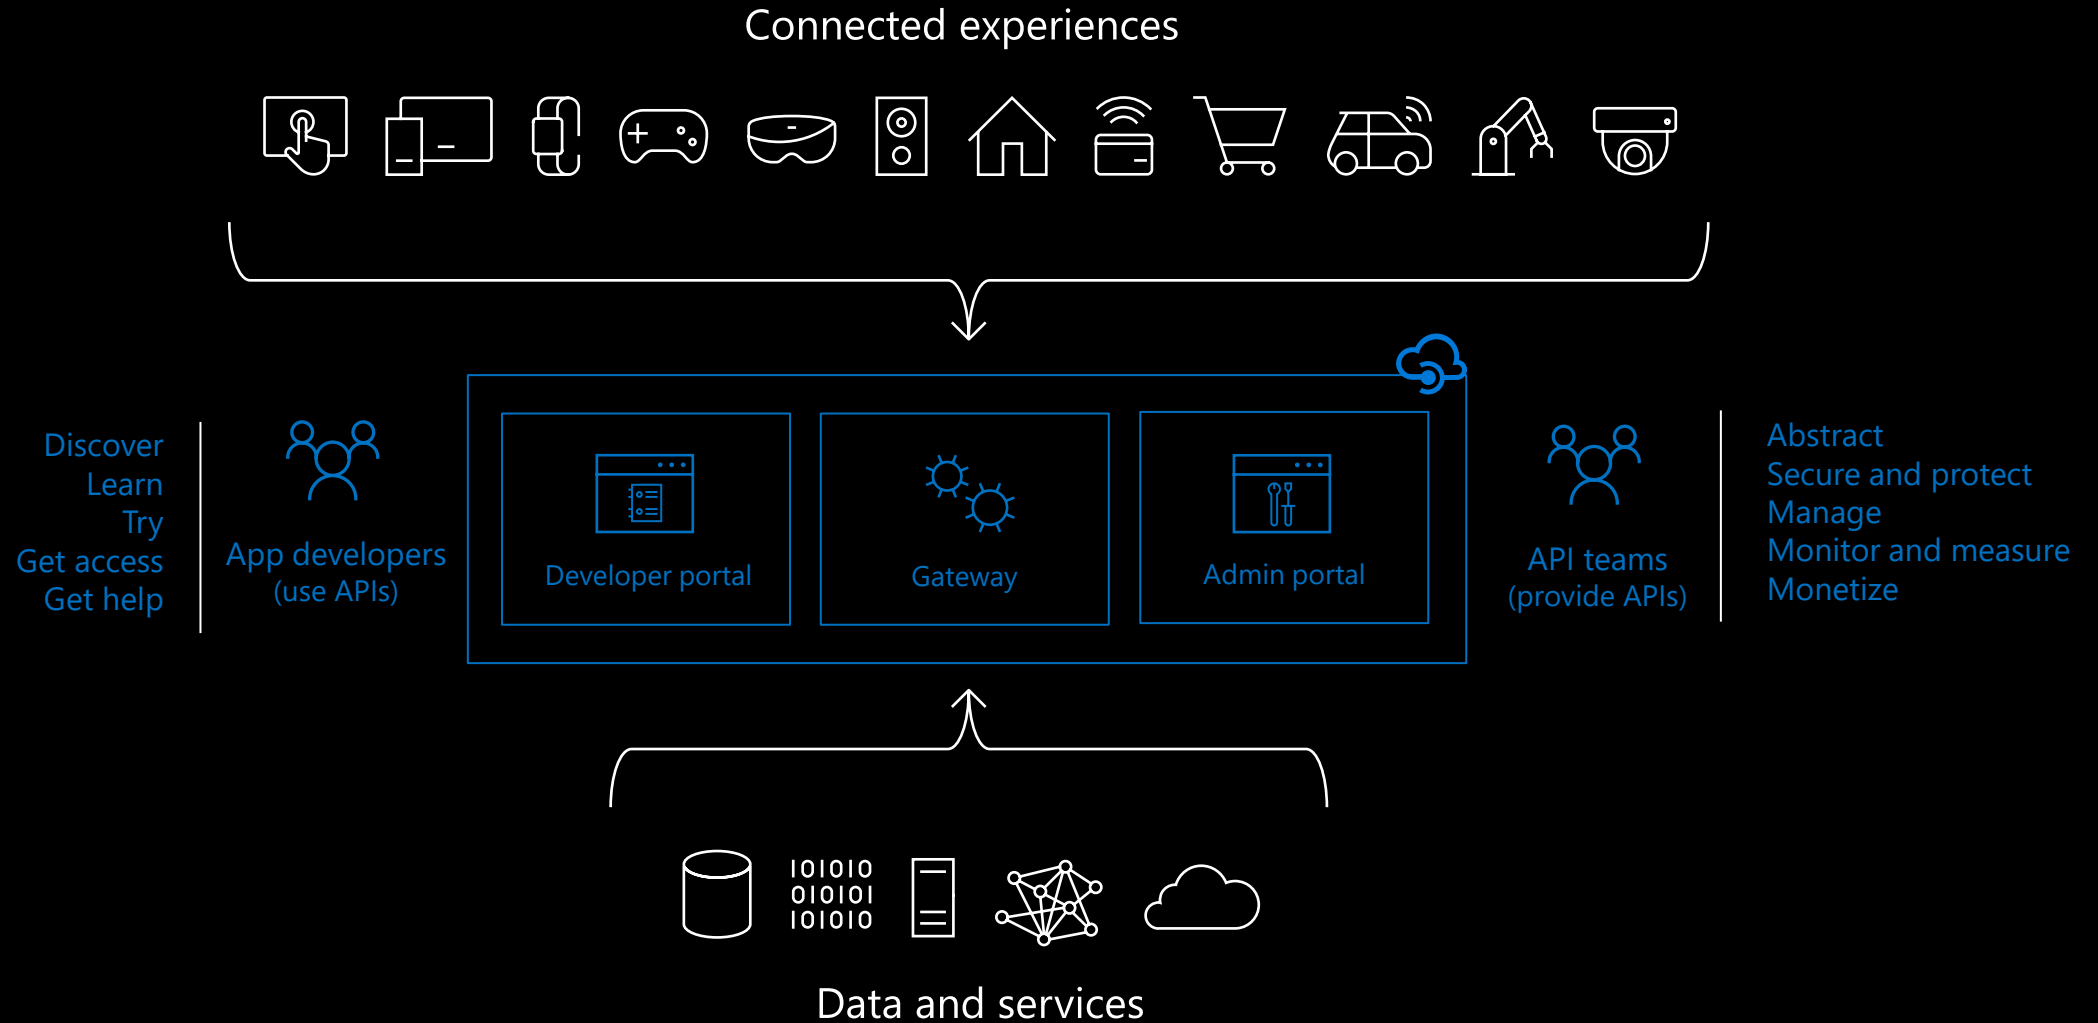 Connected experiences
Discover
Learn
Try
Get access
Get help
App developers
(use APIs)
Developer portal
Gateway
Admin portal
API teams
(provide APIs)
Abstract
Secure and protect
Manage
Monitor and measure
Monetize
101010
010101
101010
Data and services